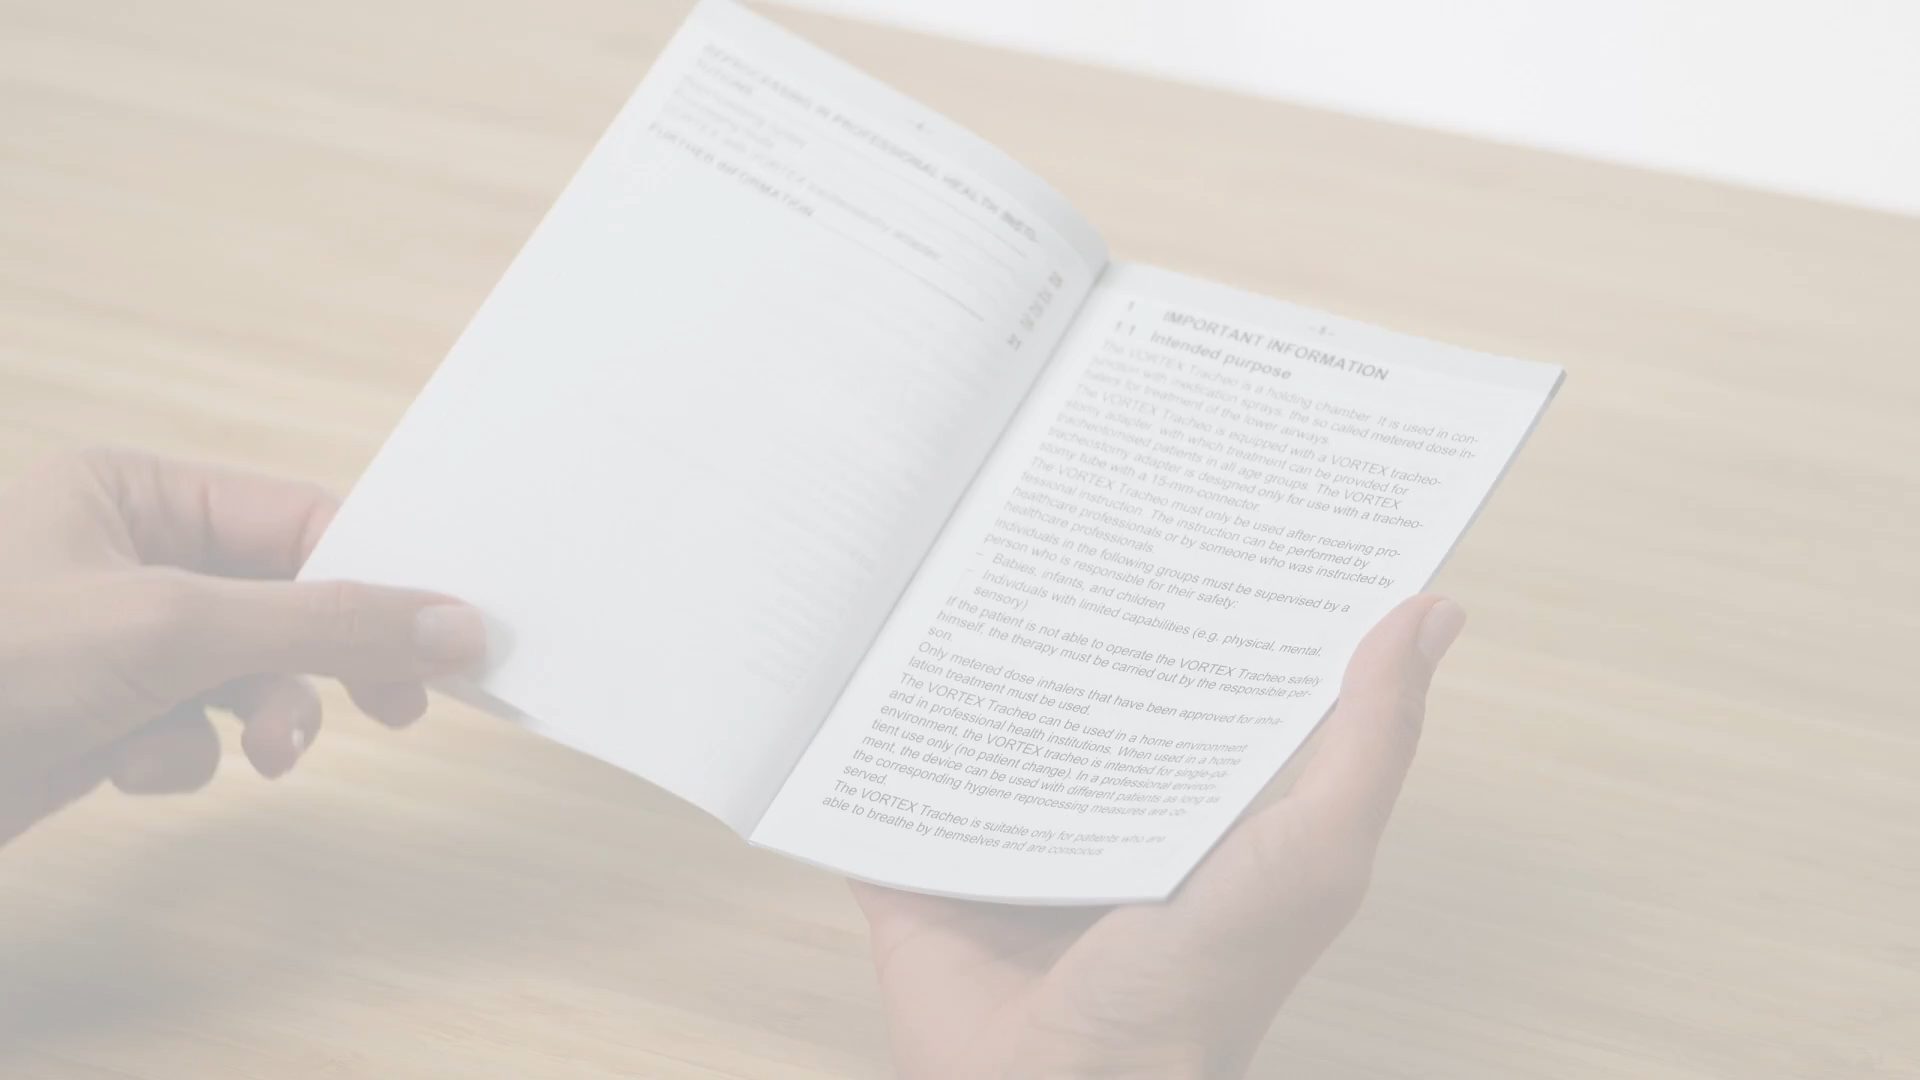 REPROCESSING IN PROFESSIONAL HEALTH INSTI-
TUTIONS
FURTHER INFORMATION
- 5 -
1 IMPORTANT INFORMATION
1.1 Intended purpose
The VORTEX Tracheo is a holding chamber. It is used in con-
junction with medication sprays, the so called metered dose in-
halers for treatment of the lower airways.
The VORTEX Tracheo is equipped with a VORTEX tracheo-
stomy adapter, with which treatment can be provided for
tracheotomised patients in all age groups. The VORTEX
tracheostomy adapter is designed only for use with a tracheo-
stomy tube with a 15-mm-connector.
The VORTEX Tracheo must only be used after receiving pro-
fessional instruction. The instruction can be performed by
healthcare professionals or by someone who was instructed by
healthcare professionals.
Individuals in the following groups must be supervised by a
person who is responsible for their safety:
– Babies, infants, and children
– Individuals with limited capabilities (e.g. physical, mental,
sensory)
If the patient is not able to operate the VORTEX Tracheo safely
himself, the therapy must be carried out by the responsible per-
son.
Only metered dose inhalers that have been approved for inha-
lation treatment must be used.
The VORTEX Tracheo can be used in a home environment
and in professional health institutions. When used in a home
environment, the VORTEX tracheo is intended for single-pa-
tient use only (no patient change). In a professional environ-
ment, the device can be used with different patients as long as
the corresponding hygiene reprocessing measures are ob-
served.
The VORTEX Tracheo is suitable only for patients who are
able to breathe by themselves and are conscious.